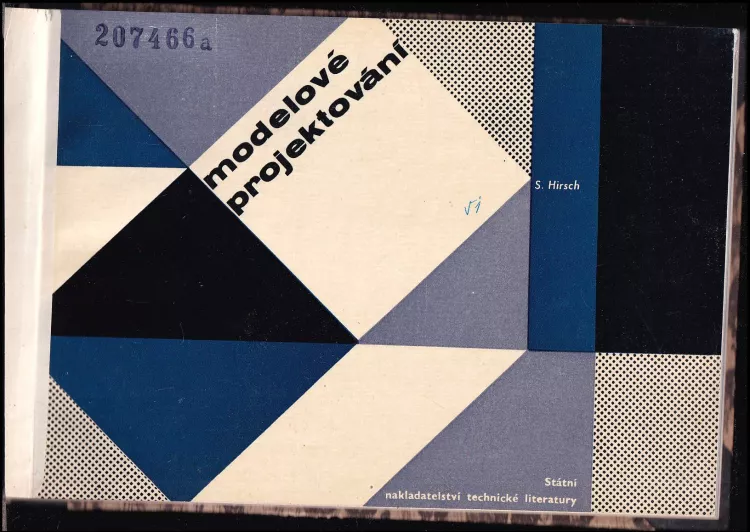 207466a
modelové
projektování
S. Hirsch
Státní
nakladatelství technické literatury